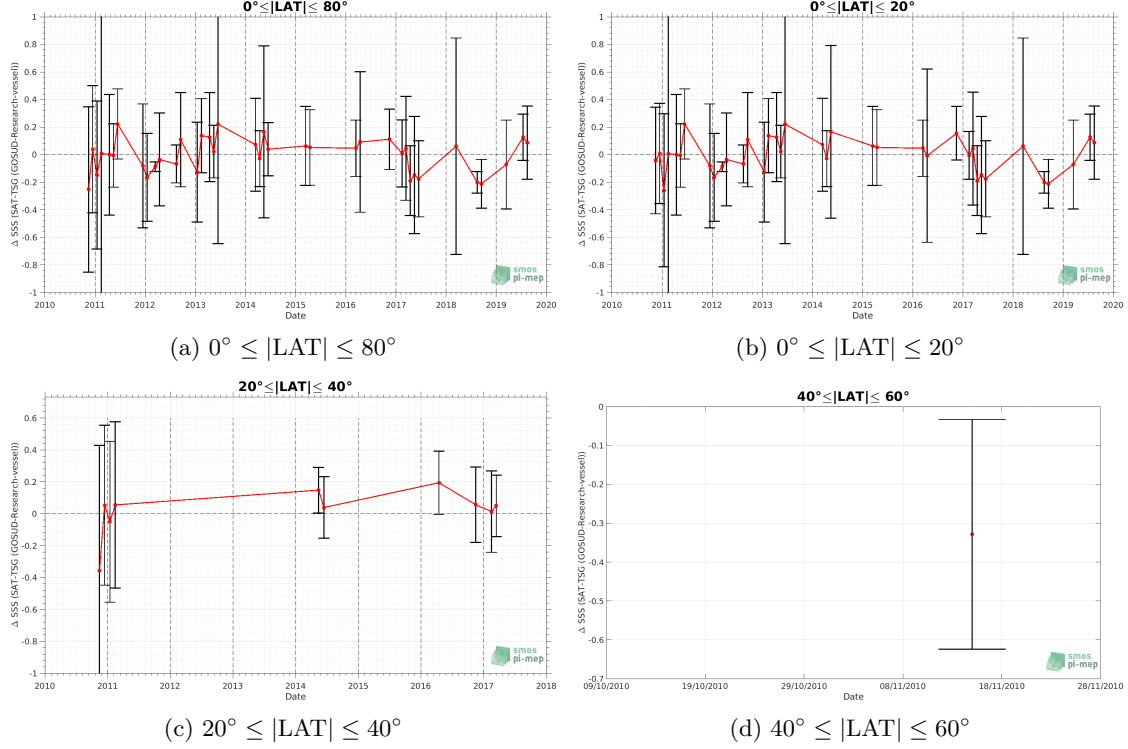 0°≤|LAT|≤ 80°
1
0.8
0.6
0.4
0.2
0
-0.2
-0.4
-0.6
-0.8
-1
Δ SSS (SAT-TSG (GOSUD-Research-vessel))
2010 2011 2012 2013 2014 2015 2016 2017 2018 2019 2020
Date
smos
pi-mep
(a) 0° ≤ |LAT| ≤ 80°
0°≤|LAT|≤ 20°
1
0.8
0.6
0.4
0.2
0
-0.2
-0.4
-0.6
-0.8
-1
Δ SSS (SAT-TSG (GOSUD-Research-vessel))
2010 2011 2012 2013 2014 2015 2016 2017 2018 2019 2020
Date
smos
pi-mep
(b) 0° ≤ |LAT| ≤ 20°
20°≤|LAT|≤ 40°
0.6
0.4
0.2
0
-0.2
-0.4
-0.6
-0.8
-1
Δ SSS (SAT-TSG (GOSUD-Research-vessel))
2010 2011 2012 2013 2014 2015 2016 2017 2018
Date
smos
pi-mep
(c) 20° ≤ |LAT| ≤ 40°
40°≤|LAT|≤ 60°
0
-0.1
-0.2
-0.3
-0.4
-0.5
-0.6
-0.7
Δ SSS (SAT-TSG (GOSUD-Research-vessel))
09/10/2010 19/10/2010 29/10/2010 08/11/2010 18/11/2010 28/11/2010
Date
smos
pi-mep
(d) 40° ≤ |LAT| ≤ 60°